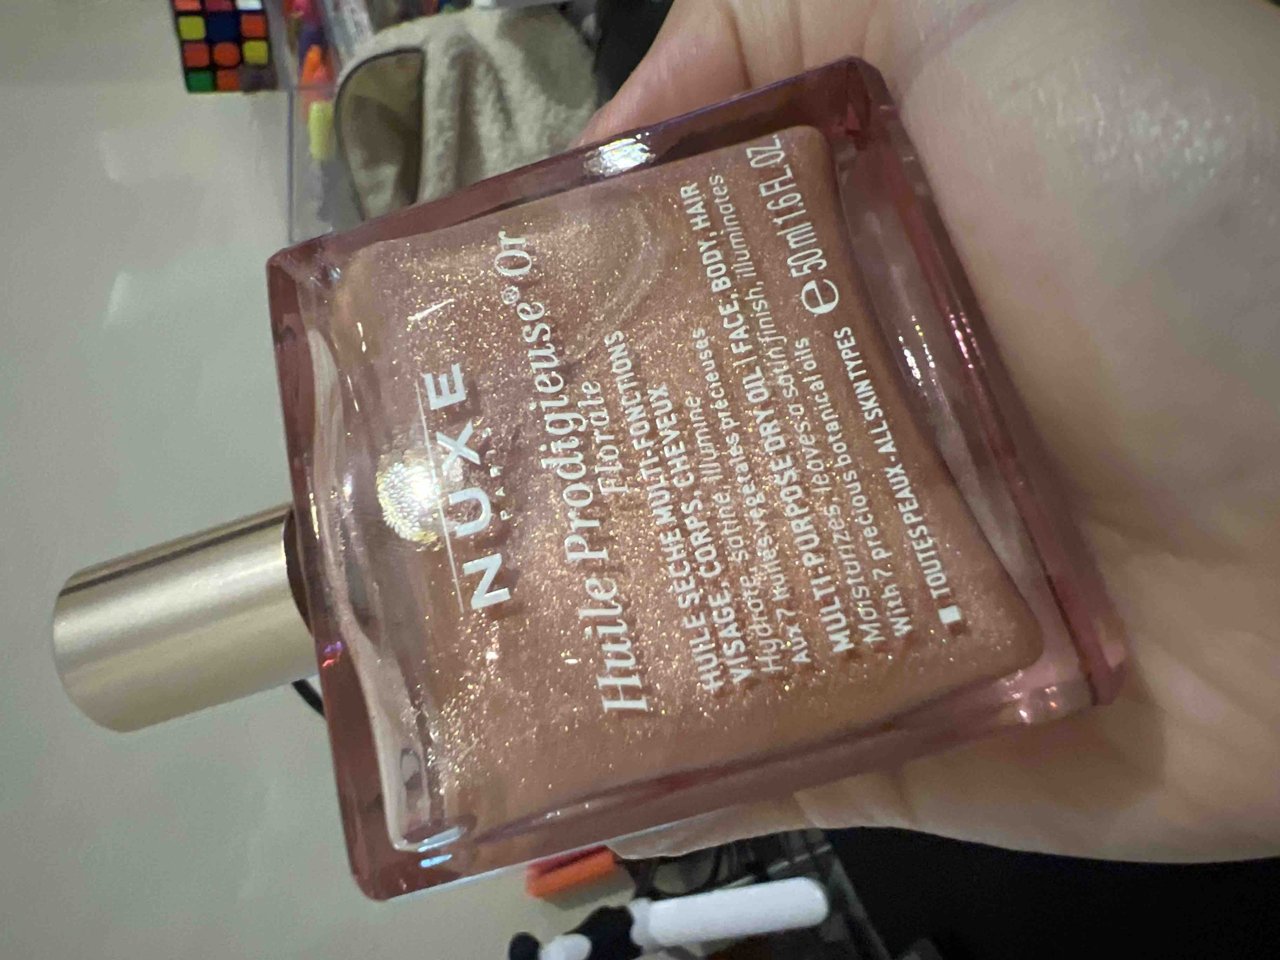 NUXE
PARIS
Huile Prodigieuse® Or
Florale
HUILE SÈCHE MULTI-FONCTIONS
VISAGE, CORPS, CHEVEUX
Hydrate, satine, illumine,
Aux 7 huiles végétales précieuses
MULTI PURPOSE DRY OIL | FACE, BODY, HAIR
Moisturizes, leaves a satin finish, illuminates
With 7 precious botanical oils
TOUTES PEAUX - ALL SKIN TYPES
℮ 50 ml 1.6 FL.OZ.